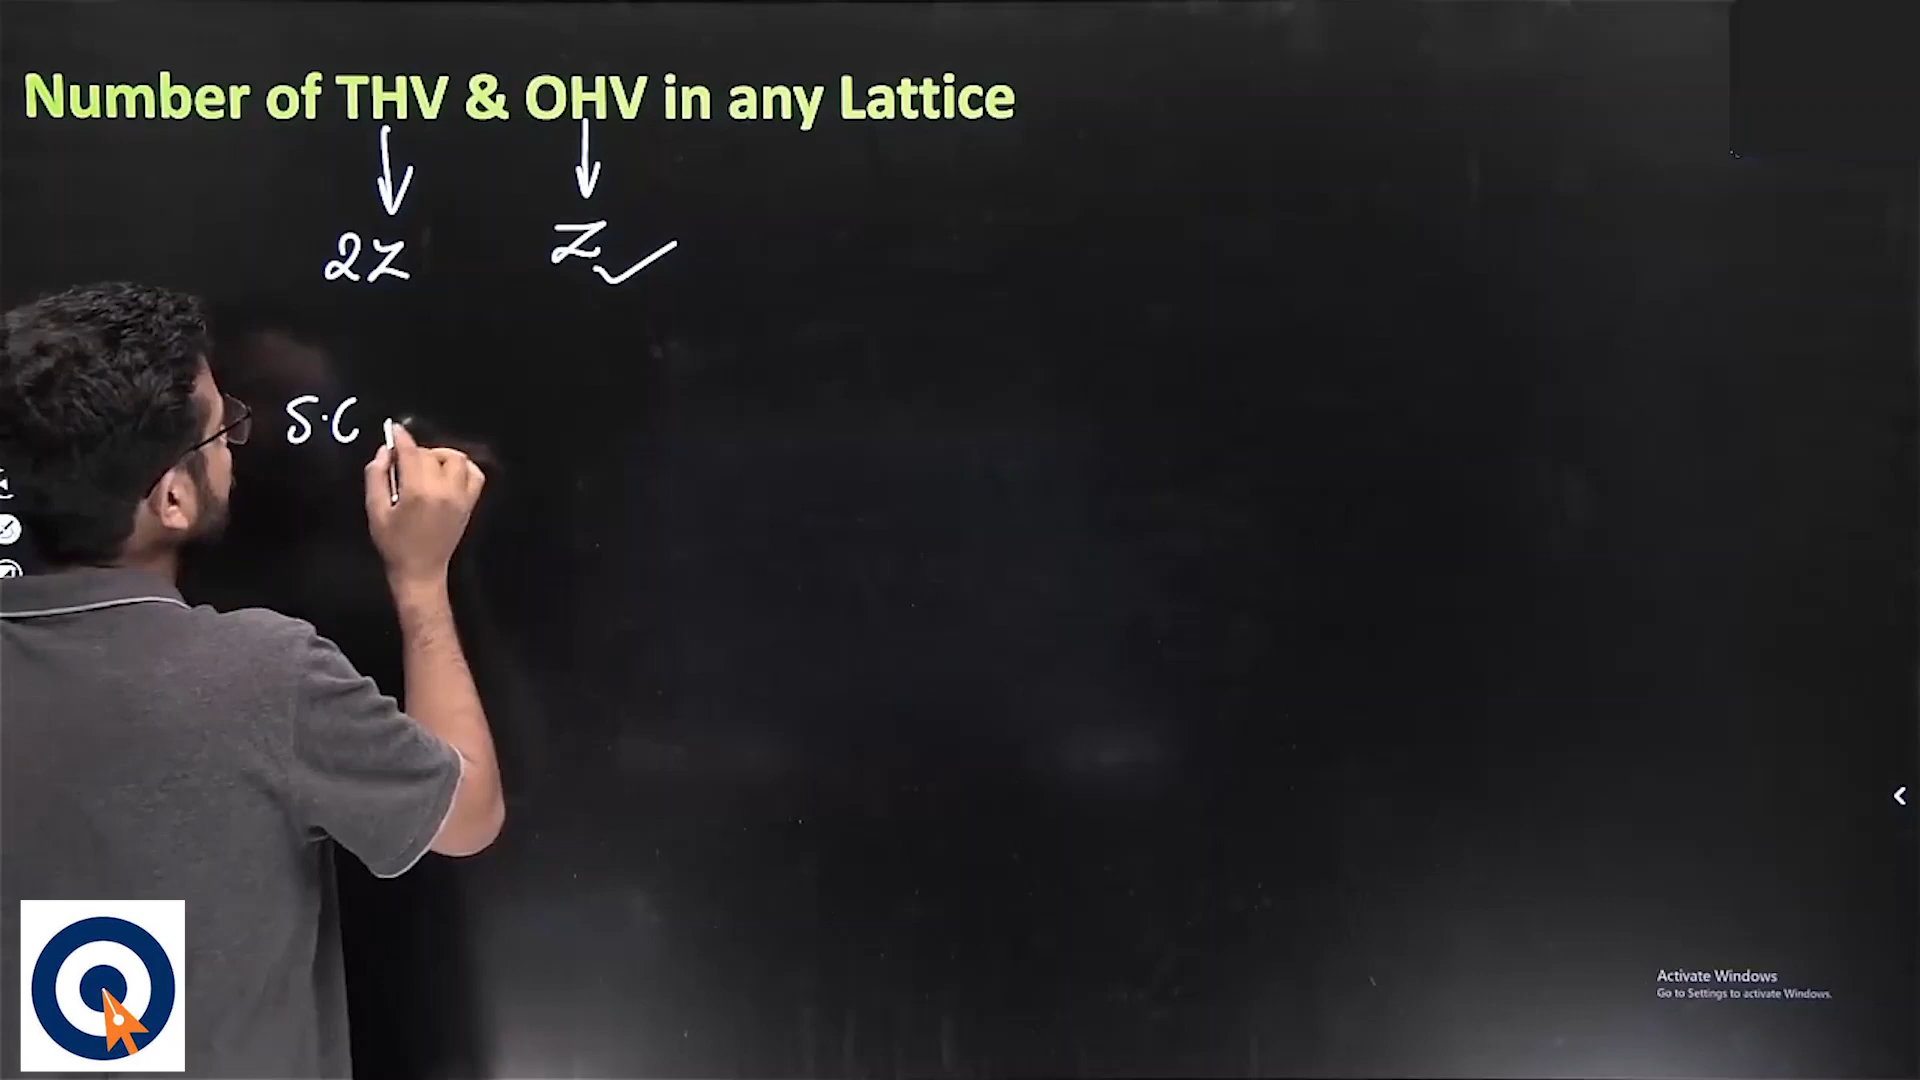 Number of THV & OHV in any Lattice
2Z Z
S.C
Activate Windows
Go to Settings to activate Windows.